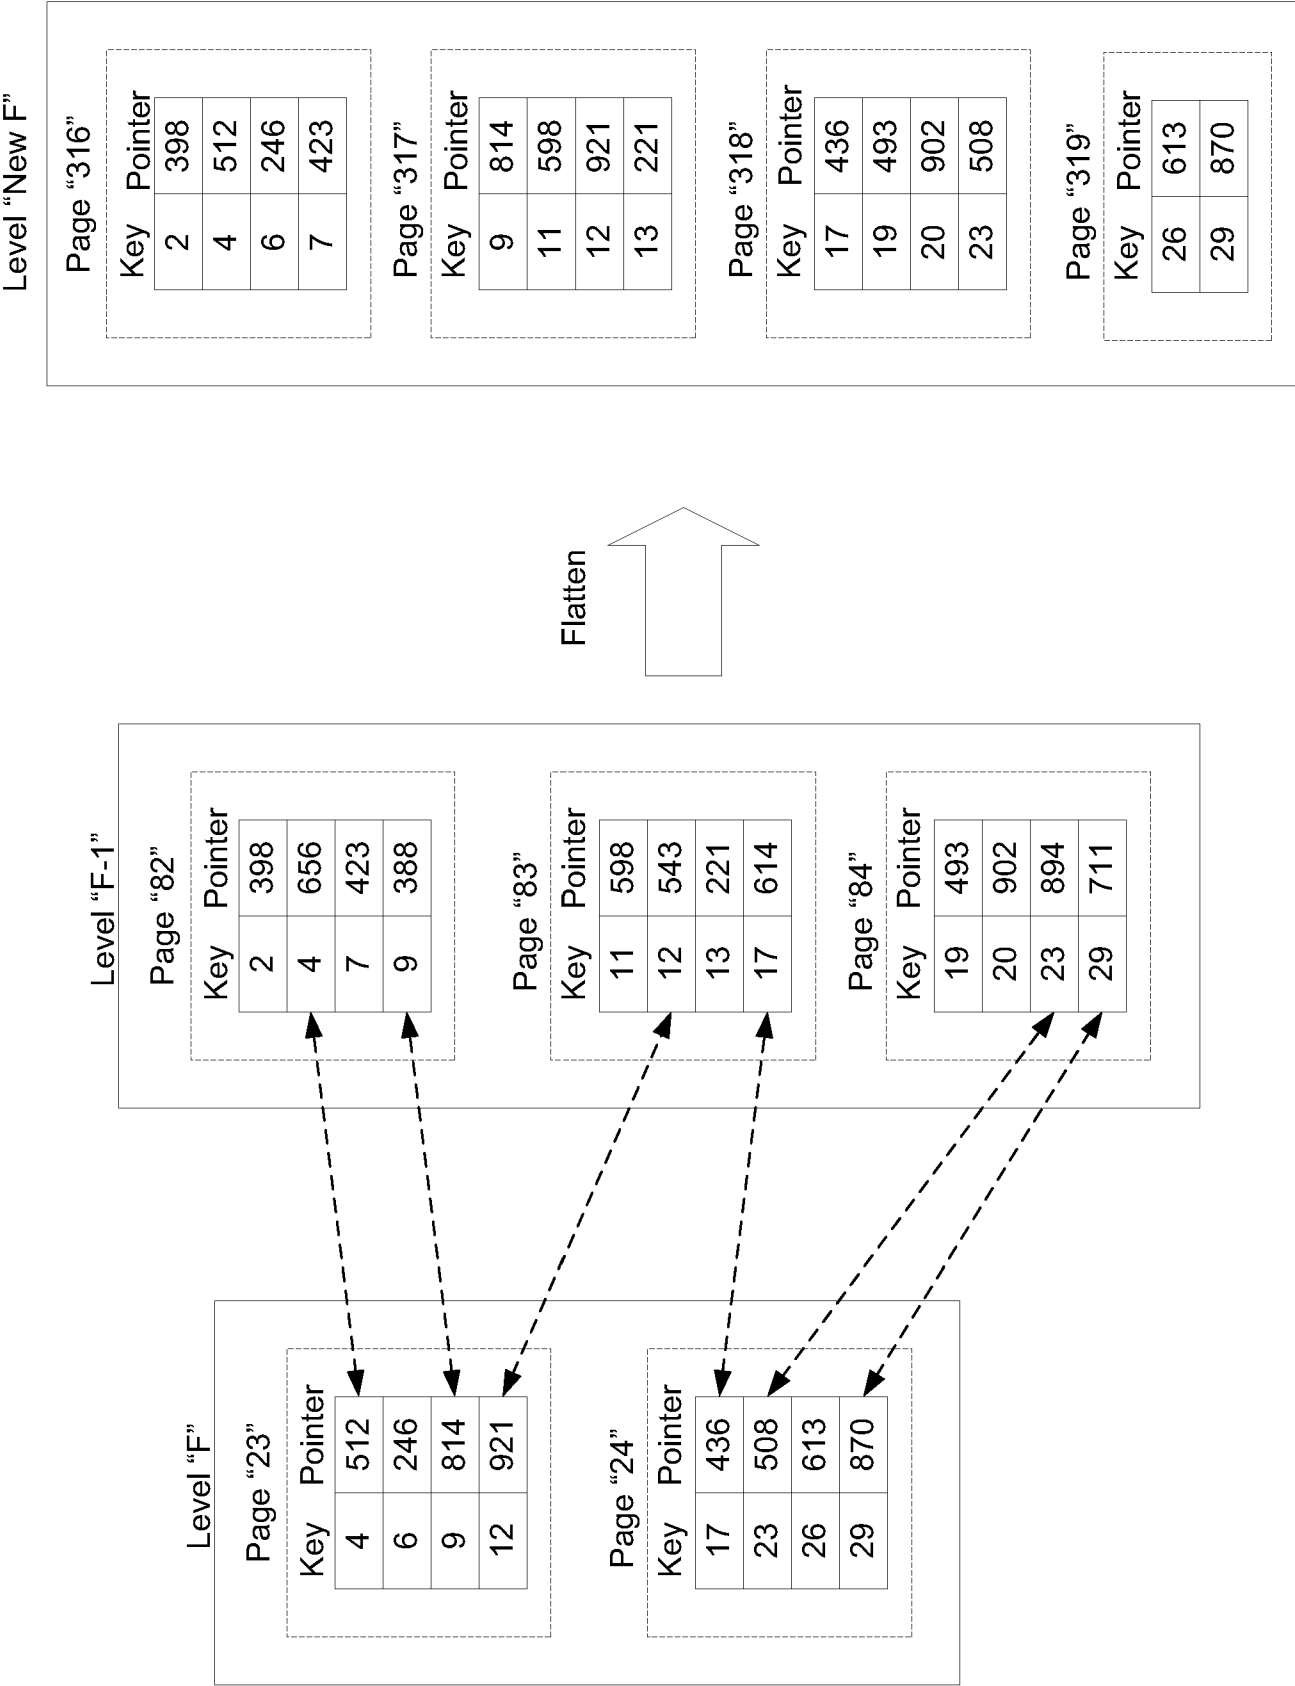 Level “F”
Page “23”
Key Pointer
4 512
6 246
9 814
12 921
Page “24”
Key Pointer
17 436
23 508
26 613
29 870
Level “F-1”
Page “82”
Key Pointer
2 398
4 656
7 423
9 388
Page “83”
Key Pointer
11 598
12 543
13 221
17 614
Page “84”
Key Pointer
19 493
20 902
23 894
29 711
Flatten
Level “New F”
Page “316”
Key Pointer
2 398
4 512
6 246
7 423
Page “317”
Key Pointer
9 814
11 598
12 921
13 221
Page “318”
Key Pointer
17 436
19 493
20 902
23 508
Page “319”
Key Pointer
26 613
29 870